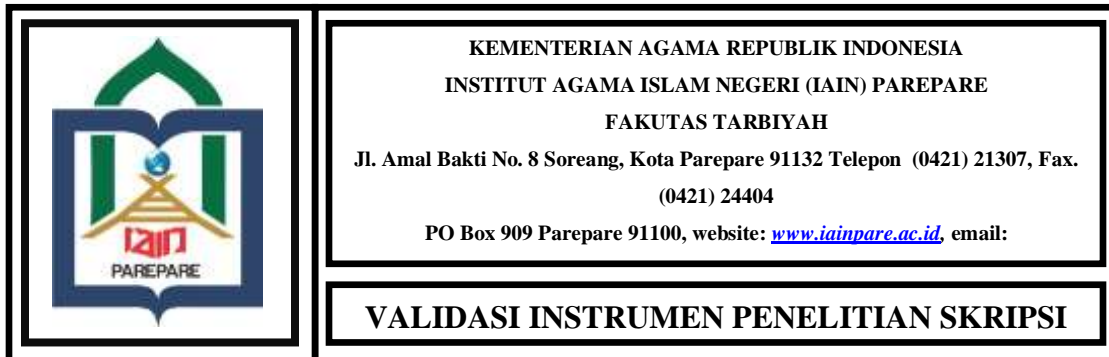 IAIN
PAREPARE
KEMENTERIAN AGAMA REPUBLIK INDONESIA
INSTITUT AGAMA ISLAM NEGERI (IAIN) PAREPARE
FAKUTAS TARBIYAH
Jl. Amal Bakti No. 8 Soreang, Kota Parepare 91132 Telepon (0421) 21307, Fax.
(0421) 24404
PO Box 909 Parepare 91100, website: www.iainpare.ac.id, email:
VALIDASI INSTRUMEN PENELITIAN SKRIPSI